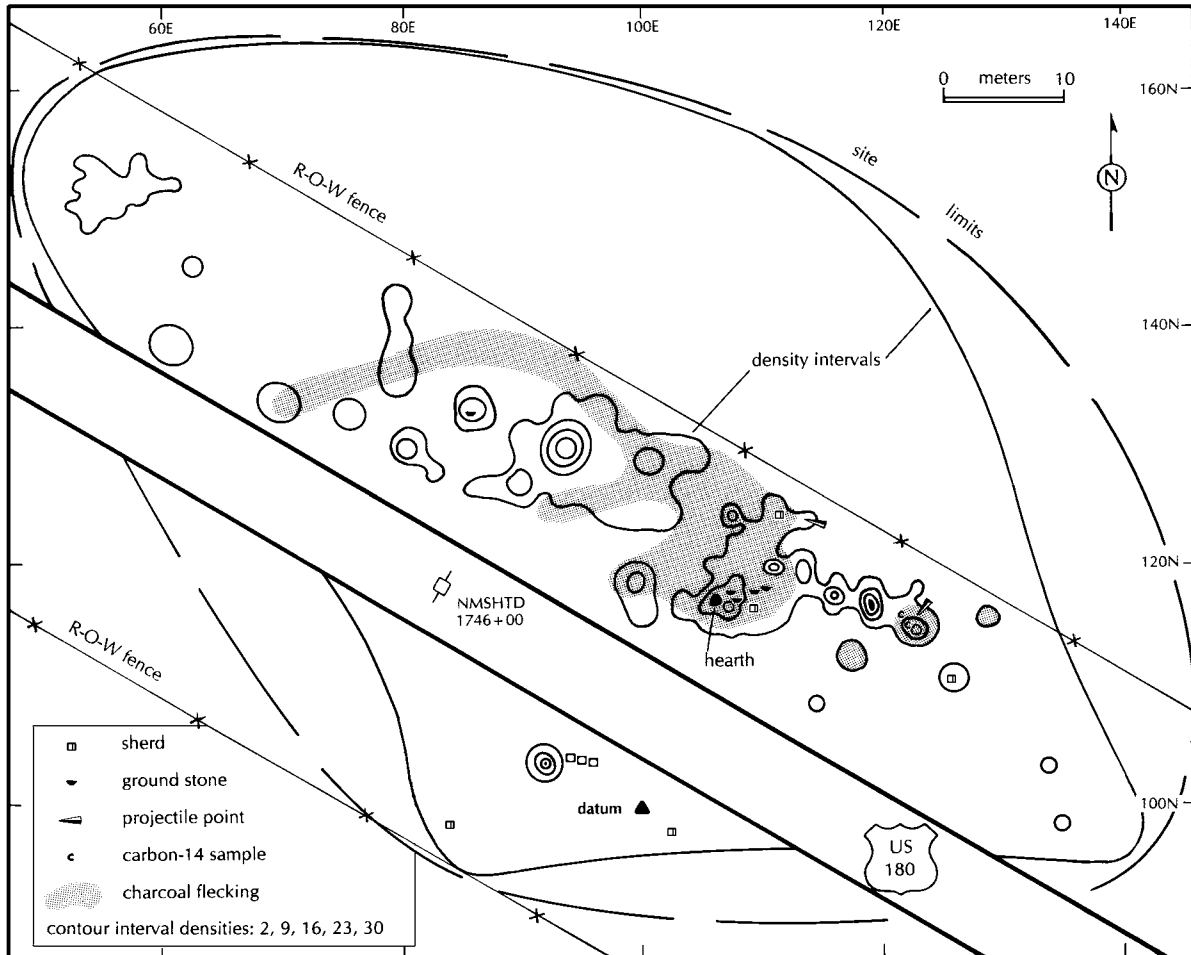 60E
80E
100E
120E
140E
0 meters 10
160N
N
site
limits
R-O-W fence
140N
density intervals
120N
NMSHTD
1746+00
hearth
R-O-W fence
100N
datum
US
180
sherd
ground stone
projectile point
carbon-14 sample
charcoal flecking
contour interval densities: 2, 9, 16, 23, 30